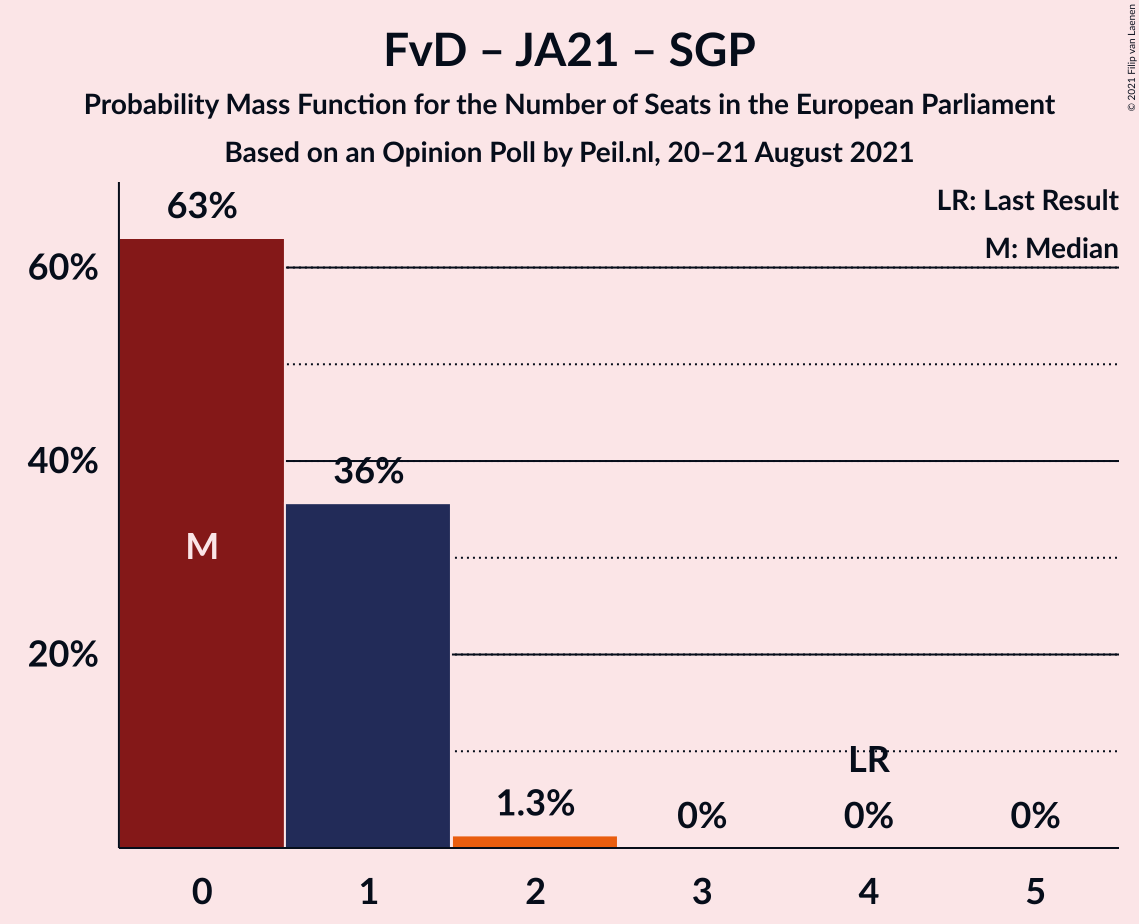 FvD – JA21 – SGP
Probability Mass Function for the Number of Seats in the European Parliament
Based on an Opinion Poll by Peil.nl, 20–21 August 2021
© 2021 Filip van Laenen
LR: Last Result
M: Median
63%
60%
40%
36%
M
20%
LR
1.3%
0%
0%
0%
0
1
2
3
4
5